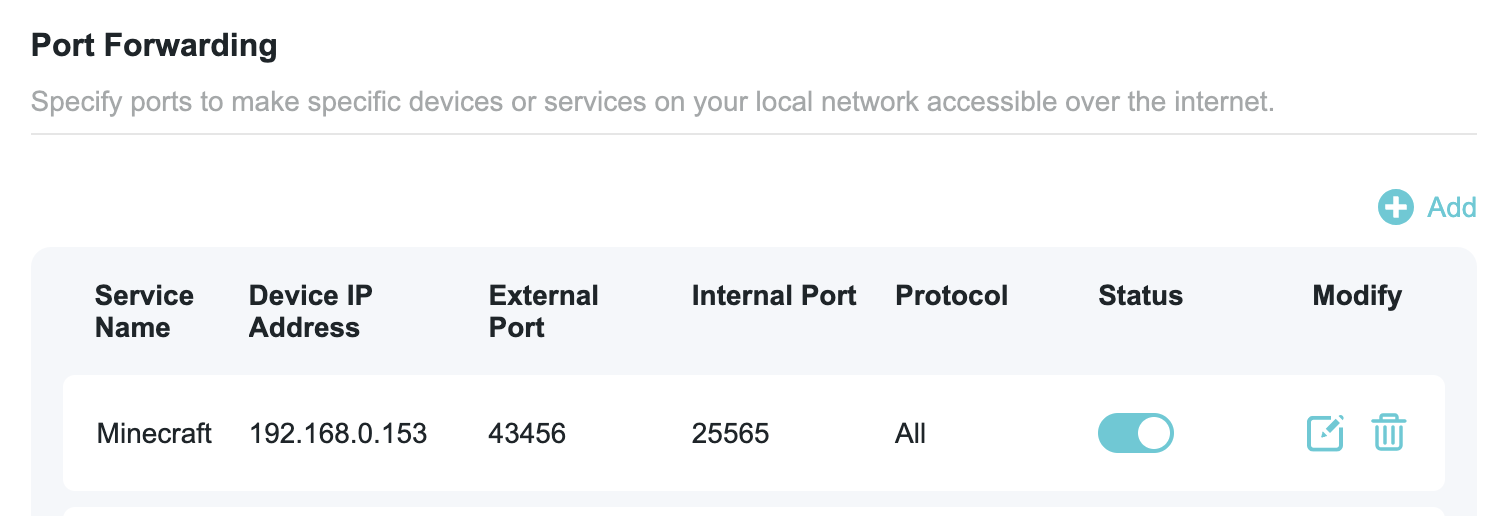 Port Forwarding
Specify ports to make specific devices or services on your local network accessible over the internet.
Add
Service Name Device IP Address External Port Internal Port Protocol Status Modify
Minecraft 192.168.0.153 43456 25565 All